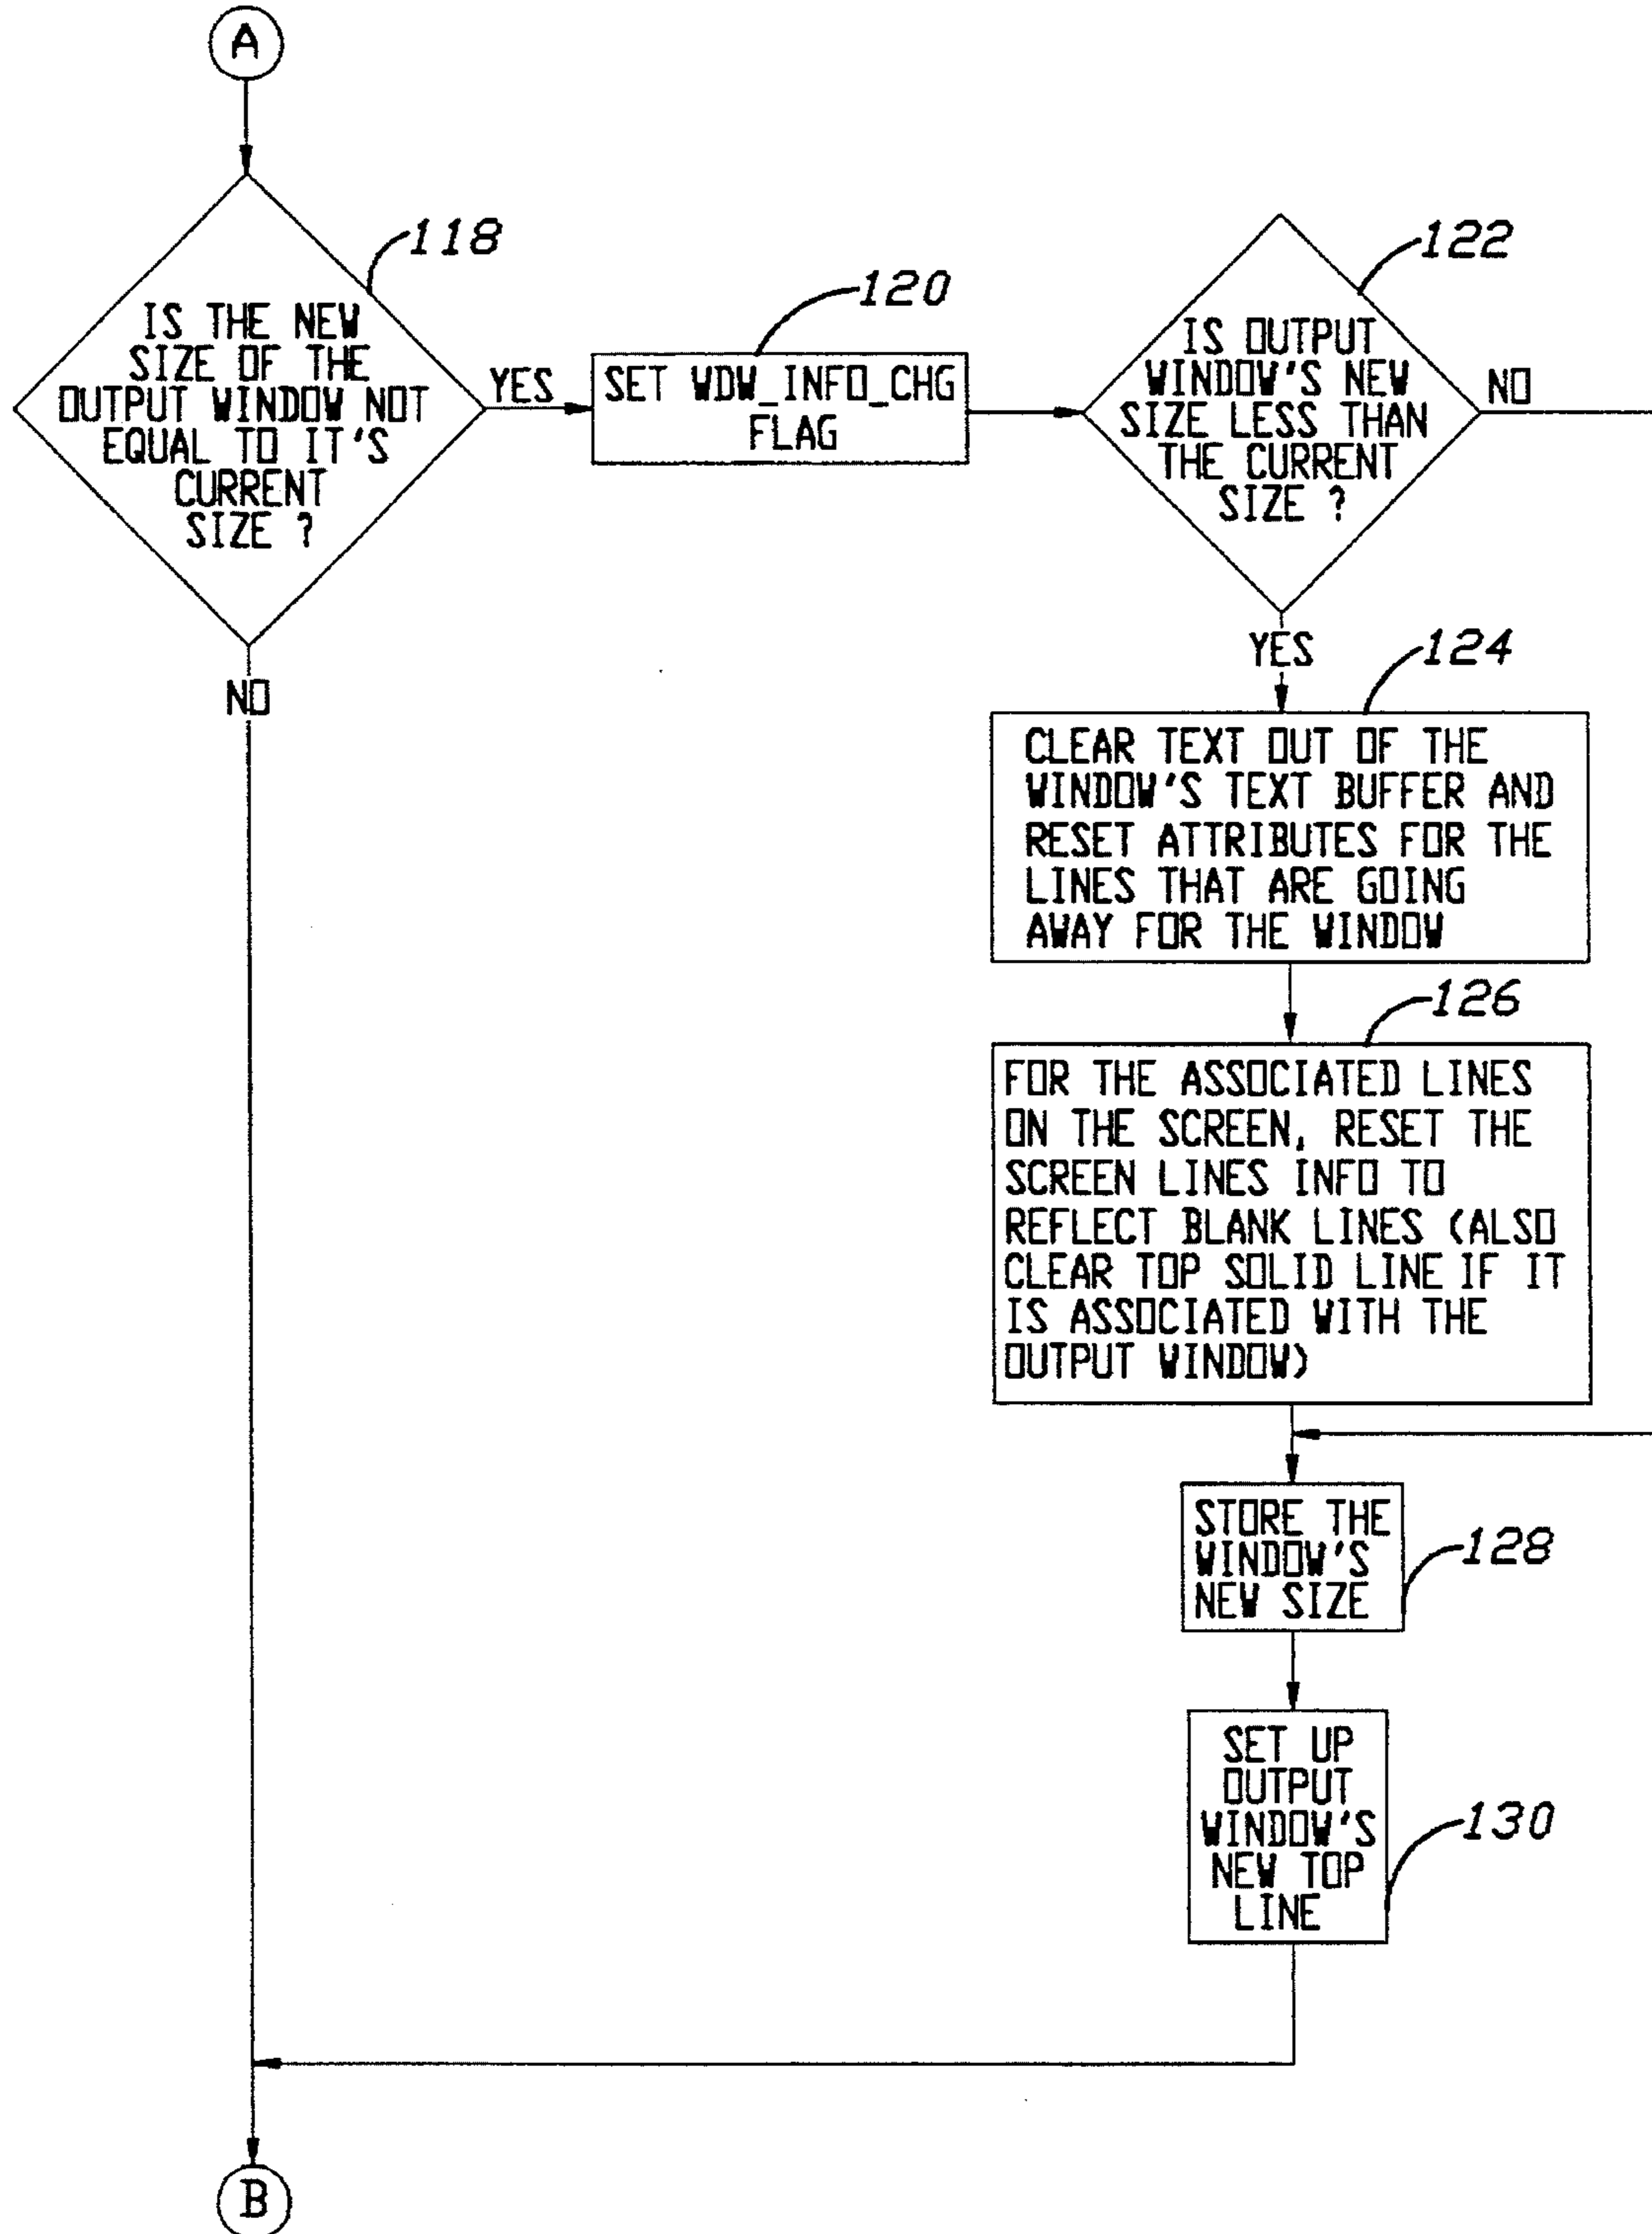 A
118
IS THE NEW
SIZE OF THE
OUTPUT WINDOW NOT
EQUAL TO IT'S
CURRENT
SIZE ?
YES
NO
120
SET WDW_INFO_CHG
FLAG
122
IS OUTPUT
WINDOW'S NEW
SIZE LESS THAN
THE CURRENT
SIZE ?
NO
YES
124
CLEAR TEXT OUT OF THE
WINDOW'S TEXT BUFFER AND
RESET ATTRIBUTES FOR THE
LINES THAT ARE GOING
AWAY FOR THE WINDOW
126
FOR THE ASSOCIATED LINES
ON THE SCREEN, RESET THE
SCREEN LINES INFO TO
REFLECT BLANK LINES (ALSO
CLEAR TOP SOLID LINE IF IT
IS ASSOCIATED WITH THE
OUTPUT WINDOW)
STORE THE
WINDOW'S
NEW SIZE
128
SET UP
OUTPUT
WINDOW'S
NEW TOP
LINE
130
B